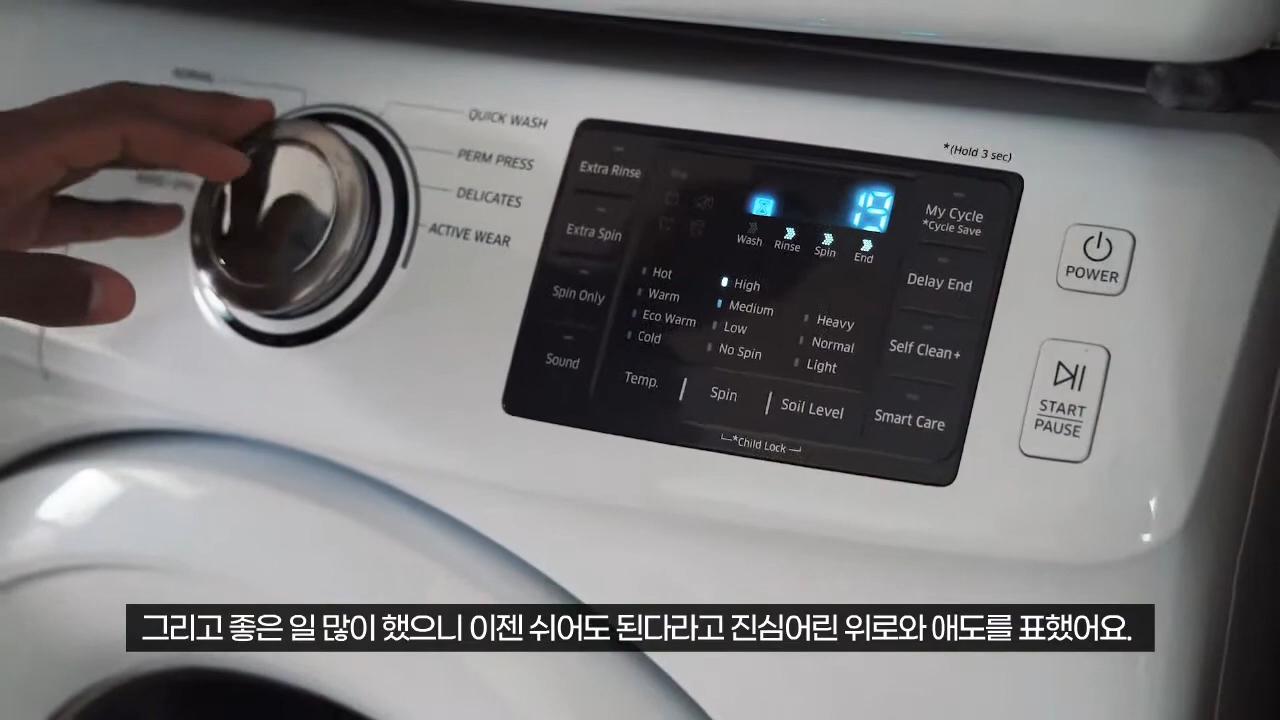 NORMAL
QUICK WASH
PERM PRESS
DELICATES
ACTIVE WEAR
*(Hold 3 sec)
Extra Rinse
Extra Spin
Spin Only
Sound
19
Wash Rinse Spin End
Hot
Warm
Eco Warm
Cold
High
Medium
Low
No Spin
Heavy
Normal
Light
Temp. Spin Soil Level
*Child Lock
My Cycle
*Cycle Save
Delay End
Self Clean+
Smart Care
POWER
START
PAUSE
그리고 좋은 일 많이 했으니 이젠 쉬어도 된다라고 진심어린 위로와 애도를 표했어요.